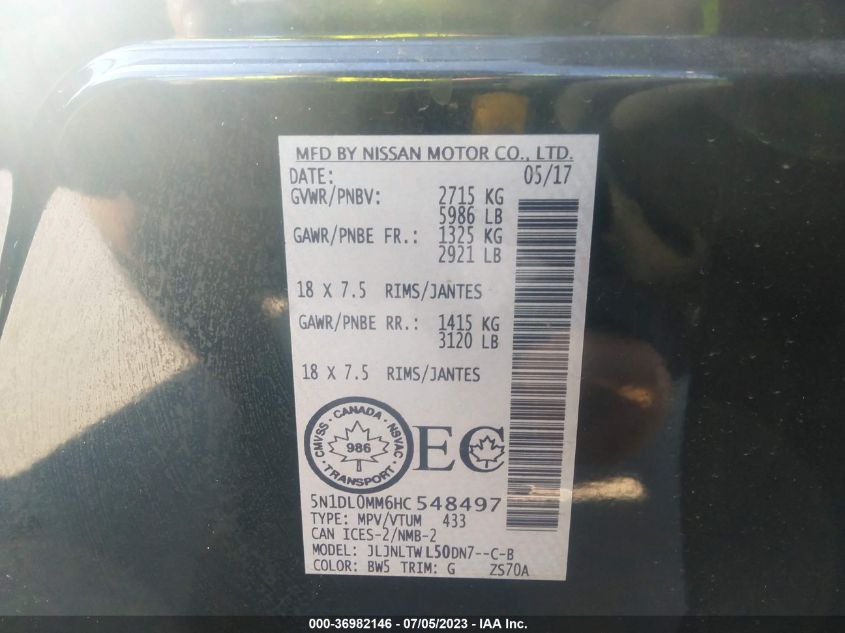 MFD BY NISSAN MOTOR CO., LTD.
DATE: 05/17
GVWR/PNBV: 2715 KG
5986 LB
GAWR/PNBE FR.: 1325 KG
2921 LB
18 X 7.5 RIMS/JANTES
GAWR/PNBE RR.: 1415 KG
3120 LB
18 X 7.5 RIMS/JANTES
CMVSS · CANADA · NSVAC
986
TRANSPORT
EC
5N1DL0MM6HC548497
TYPE: MPV/VTUM 433
CAN ICES-2/NMB-2
MODEL: JLJNLTWL50DN7--C-B
COLOR: BW5 TRIM: G ZS70A
000-36982146 - 07/05/2023 - IAA Inc.